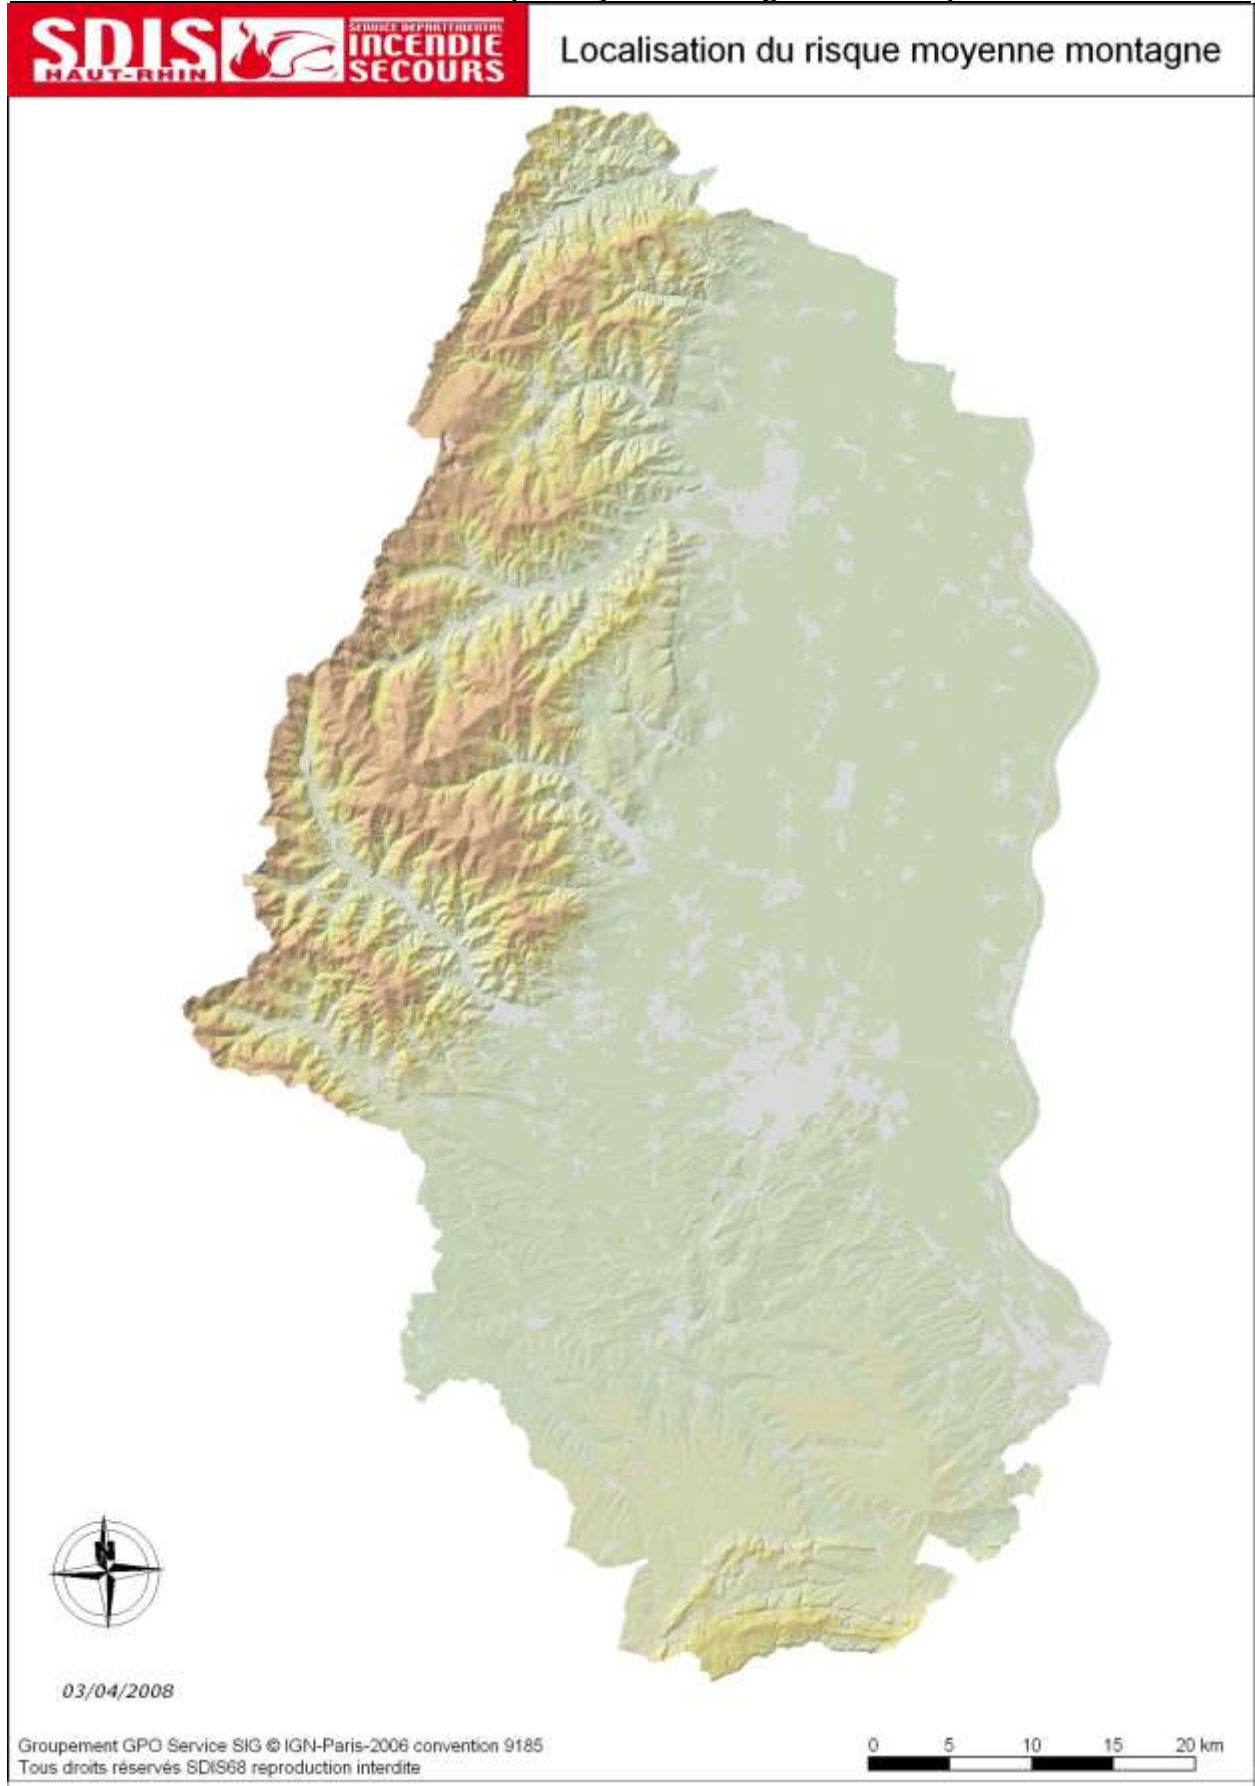 SDIS
HAUT-RHIN
SERVICE DEPARTEMENTAL
INCENDIE
SECOURS
Localisation du risque moyenne montagne
N
03/04/2008
Groupement GPO Service SIG © IGN-Paris-2006 convention 9185
Tous droits réservés SDIS68 reproduction interdite
0 5 10 15 20 km